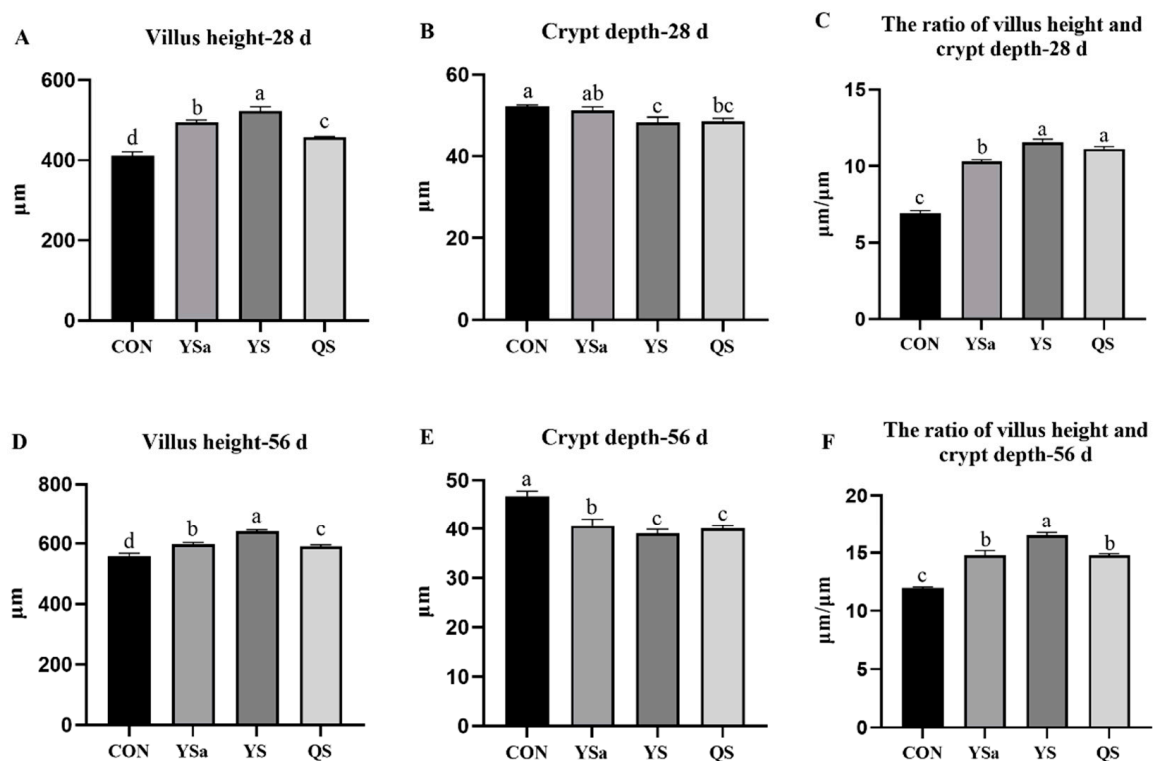 A
Villus height-28 d
600
400
200
0
µm
d
b
a
c
CON YSa YS QS
B
Crypt depth-28 d
60
40
20
0
µm
a
ab
c
bc
CON YSa YS QS
C
The ratio of villus height and
crypt depth-28 d
15
10
5
0
µm/µm
c
b
a
a
CON YSa YS QS
D
Villus height-56 d
800
600
400
200
0
µm
d
b
a
c
CON YSa YS QS
E
Crypt depth-56 d
50
40
30
20
10
0
µm
a
b
c
c
CON YSa YS QS
F
The ratio of villus height and
crypt depth-56 d
20
15
10
5
0
µm/µm
c
b
a
b
CON YSa YS QS